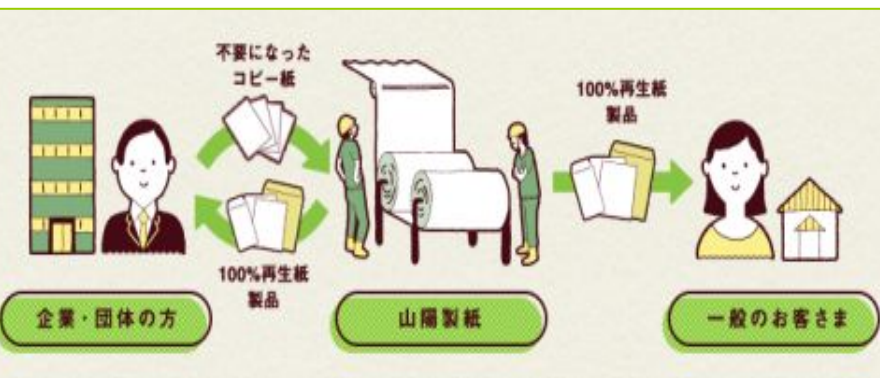 不要になった
コピー紙
100%再生紙
製品
100%再生紙
製品
企業・団体の方
山陽製紙
一般のお客さま